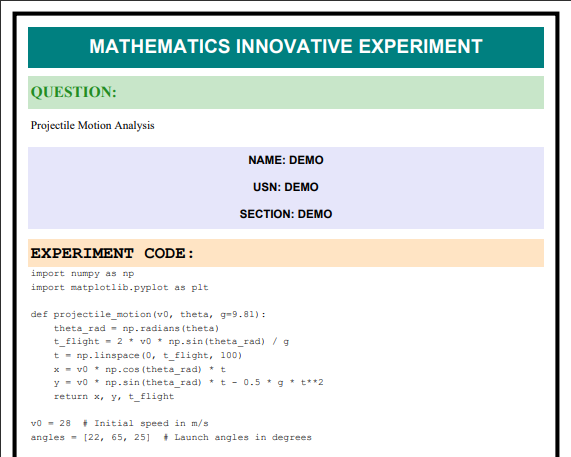 MATHEMATICS INNOVATIVE EXPERIMENT
QUESTION:
Projectile Motion Analysis
NAME: DEMO
USN: DEMO
SECTION: DEMO
EXPERIMENT CODE:
import numpy as np
import matplotlib.pyplot as plt

def projectile_motion(v0, theta, g=9.81):
    theta_rad = np.radians(theta)
    t_flight = 2 * v0 * np.sin(theta_rad) / g
    t = np.linspace(0, t_flight, 100)
    x = v0 * np.cos(theta_rad) * t
    y = v0 * np.sin(theta_rad) * t - 0.5 * g * t**2
    return x, y, t_flight

v0 = 28  # Initial speed in m/s
angles = [22, 65, 25]  # Launch angles in degrees